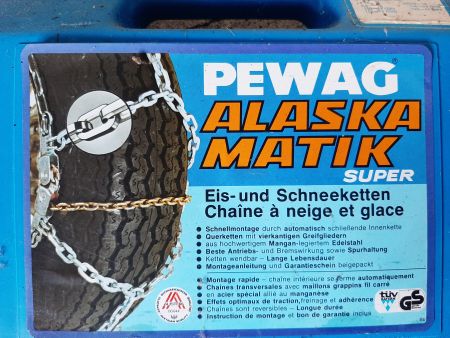 PEWAG®
ALASKA
MATIK
SUPER
Eis- und Schneeketten
Chaîne à neige et glace
● Schnellmontage durch automatisch schließende Innenkette
● Querketten mit vierkantigen Greifgliedern
● aus hochwertigem Mangan-legiertem Edelstahl
● Beste Antriebs- und Bremswirkung sowie Spurhaltung
● Ketten wendbar – Lange Lebensdauer
● Montageanleitung und Garantieschein beigepackt
● Montage rapide – chaîne intérieure se ferme automatiquement
● Chaînes transversales avec maillons grappins fil carré
● en acier spécial allié au manganèse
● Effets optimaux de traction, freinage et adhérence
● Chaînes sont réversibles – Longue durée
● Instruction de montage et bon de garantie inclus
TÜV
GS